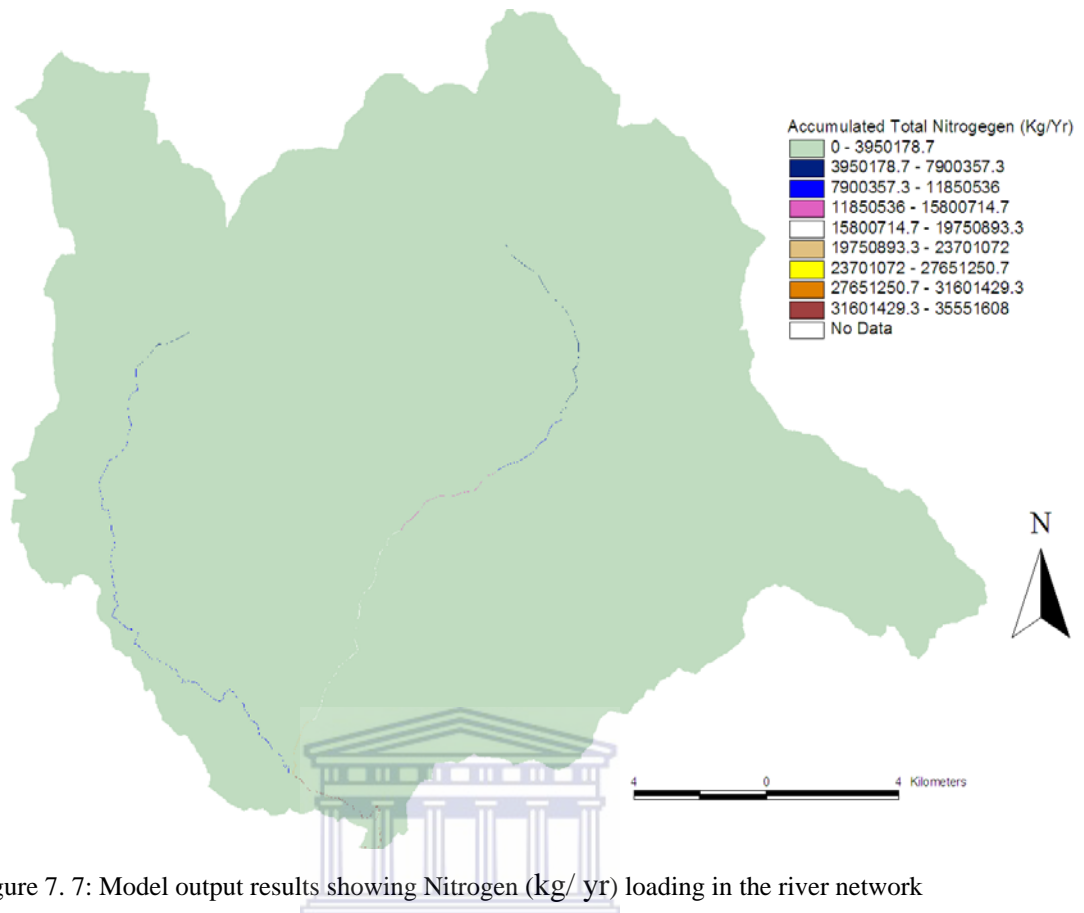 Accumulated Total Nitrogegen (Kg/Yr)
0 - 3950178.7
3950178.7 - 7900357.3
7900357.3 - 11850536
11850536 - 15800714.7
15800714.7 - 19750893.3
19750893.3 - 23701072
23701072 - 27651250.7
27651250.7 - 31601429.3
31601429.3 - 35551608
No Data
N
4 0 4 Kilometers
gure 7. 7: Model output results showing Nitrogen (kg/ yr) loading in the river network